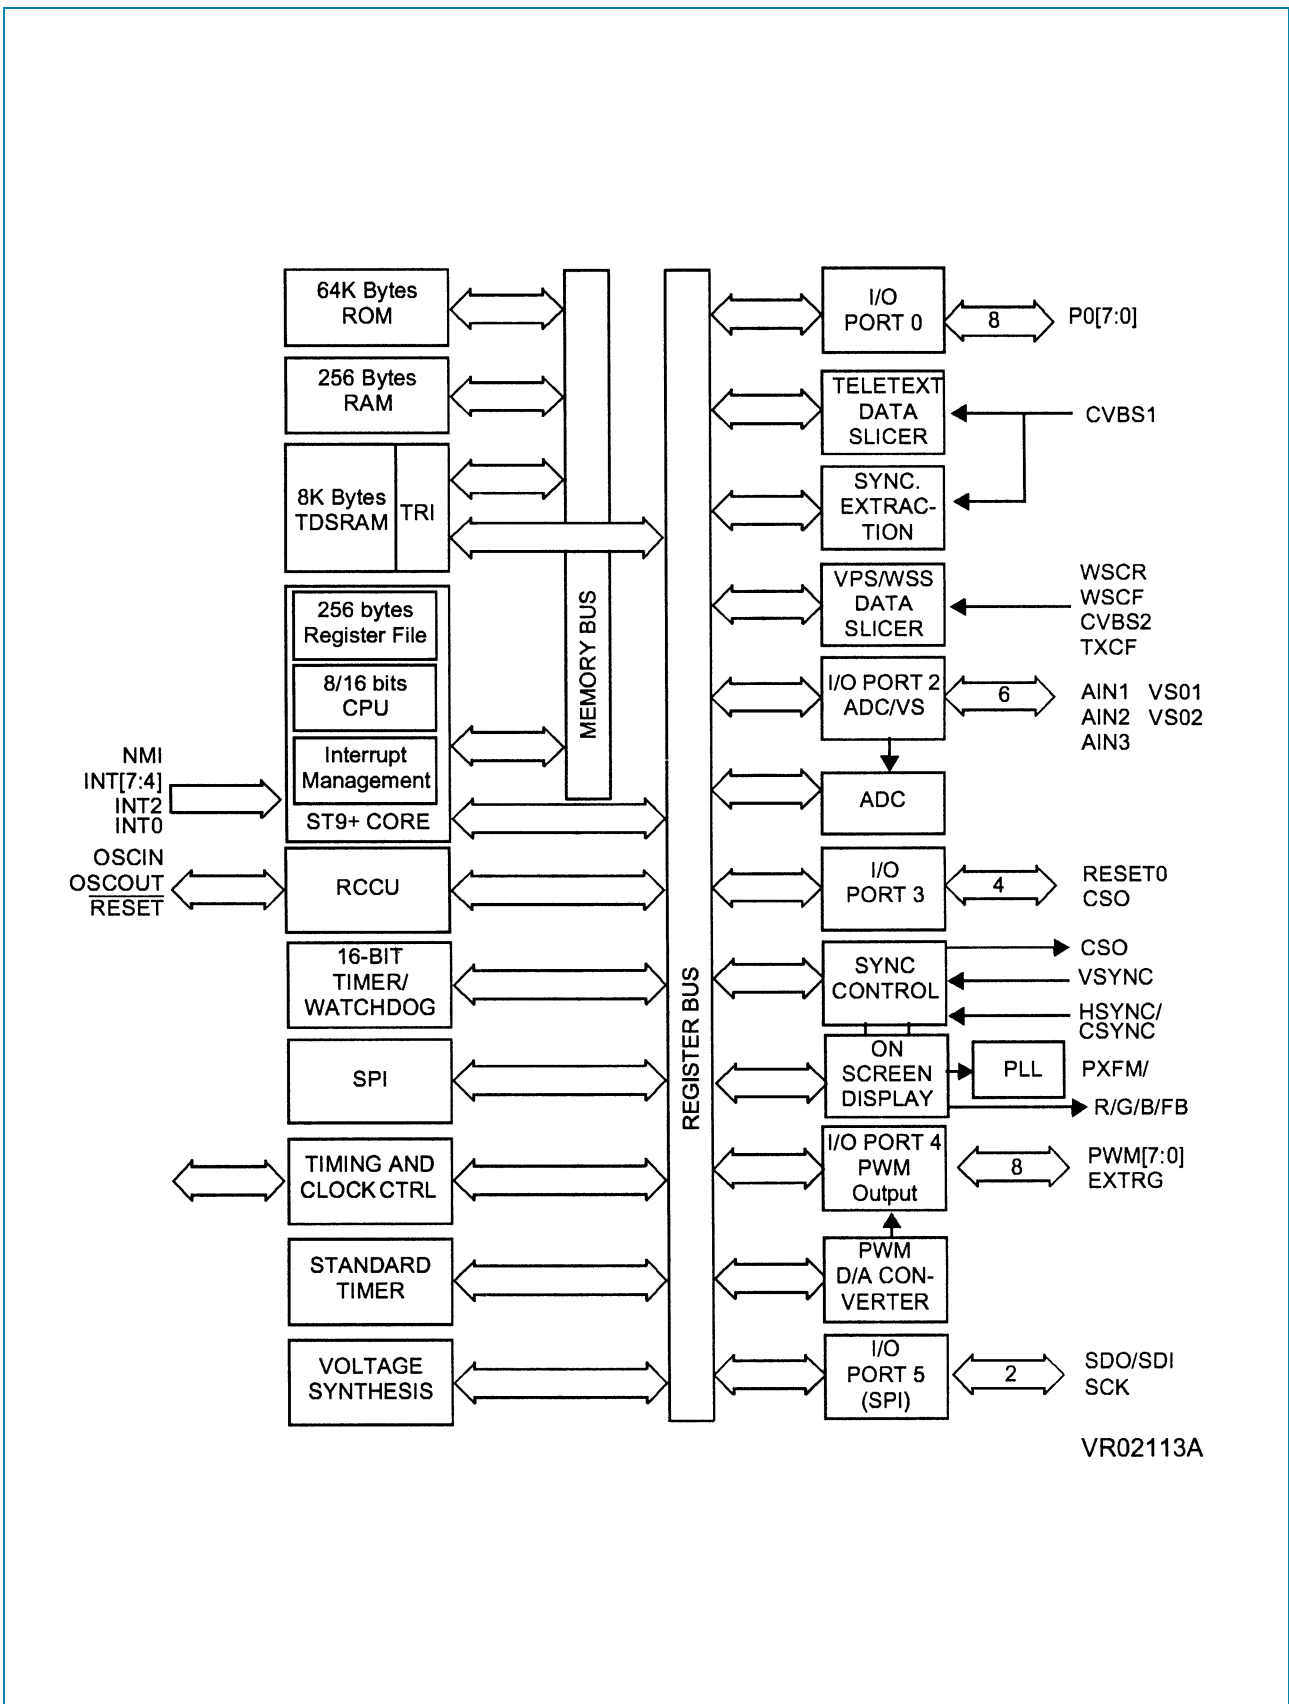 64K Bytes
ROM
256 Bytes
RAM
8K Bytes
TDSRAM
TRI
256 bytes
Register File
8/16 bits
CPU
Interrupt
Management
ST9+ CORE
NMI
INT[7:4]
INT2
INT0
OSCIN
OSCOUT
RESET
RCCU
16-BIT
TIMER/
WATCHDOG
SPI
TIMING AND
CLOCK CTRL
STANDARD
TIMER
VOLTAGE
SYNTHESIS
MEMORY BUS
REGISTER BUS
I/O
PORT 0
8
P0[7:0]
TELETEXT
DATA
SLICER
CVBS1
SYNC.
EXTRAC-
TION
VPS/WSS
DATA
SLICER
WSCR
WSCF
CVBS2
TXCF
I/O PORT 2
ADC/VS
6
AIN1 VS01
AIN2 VS02
AIN3
ADC
I/O
PORT 3
4
RESET0
CSO
SYNC
CONTROL
CSO
VSYNC
HSYNC/
CSYNC
ON
SCREEN
DISPLAY
PLL
PXFM/
R/G/B/FB
I/O PORT 4
PWM
Output
8
PWM[7:0]
EXTRG
PWM
D/A CON-
VERTER
I/O
PORT 5
(SPI)
2
SDO/SDI
SCK
VR02113A